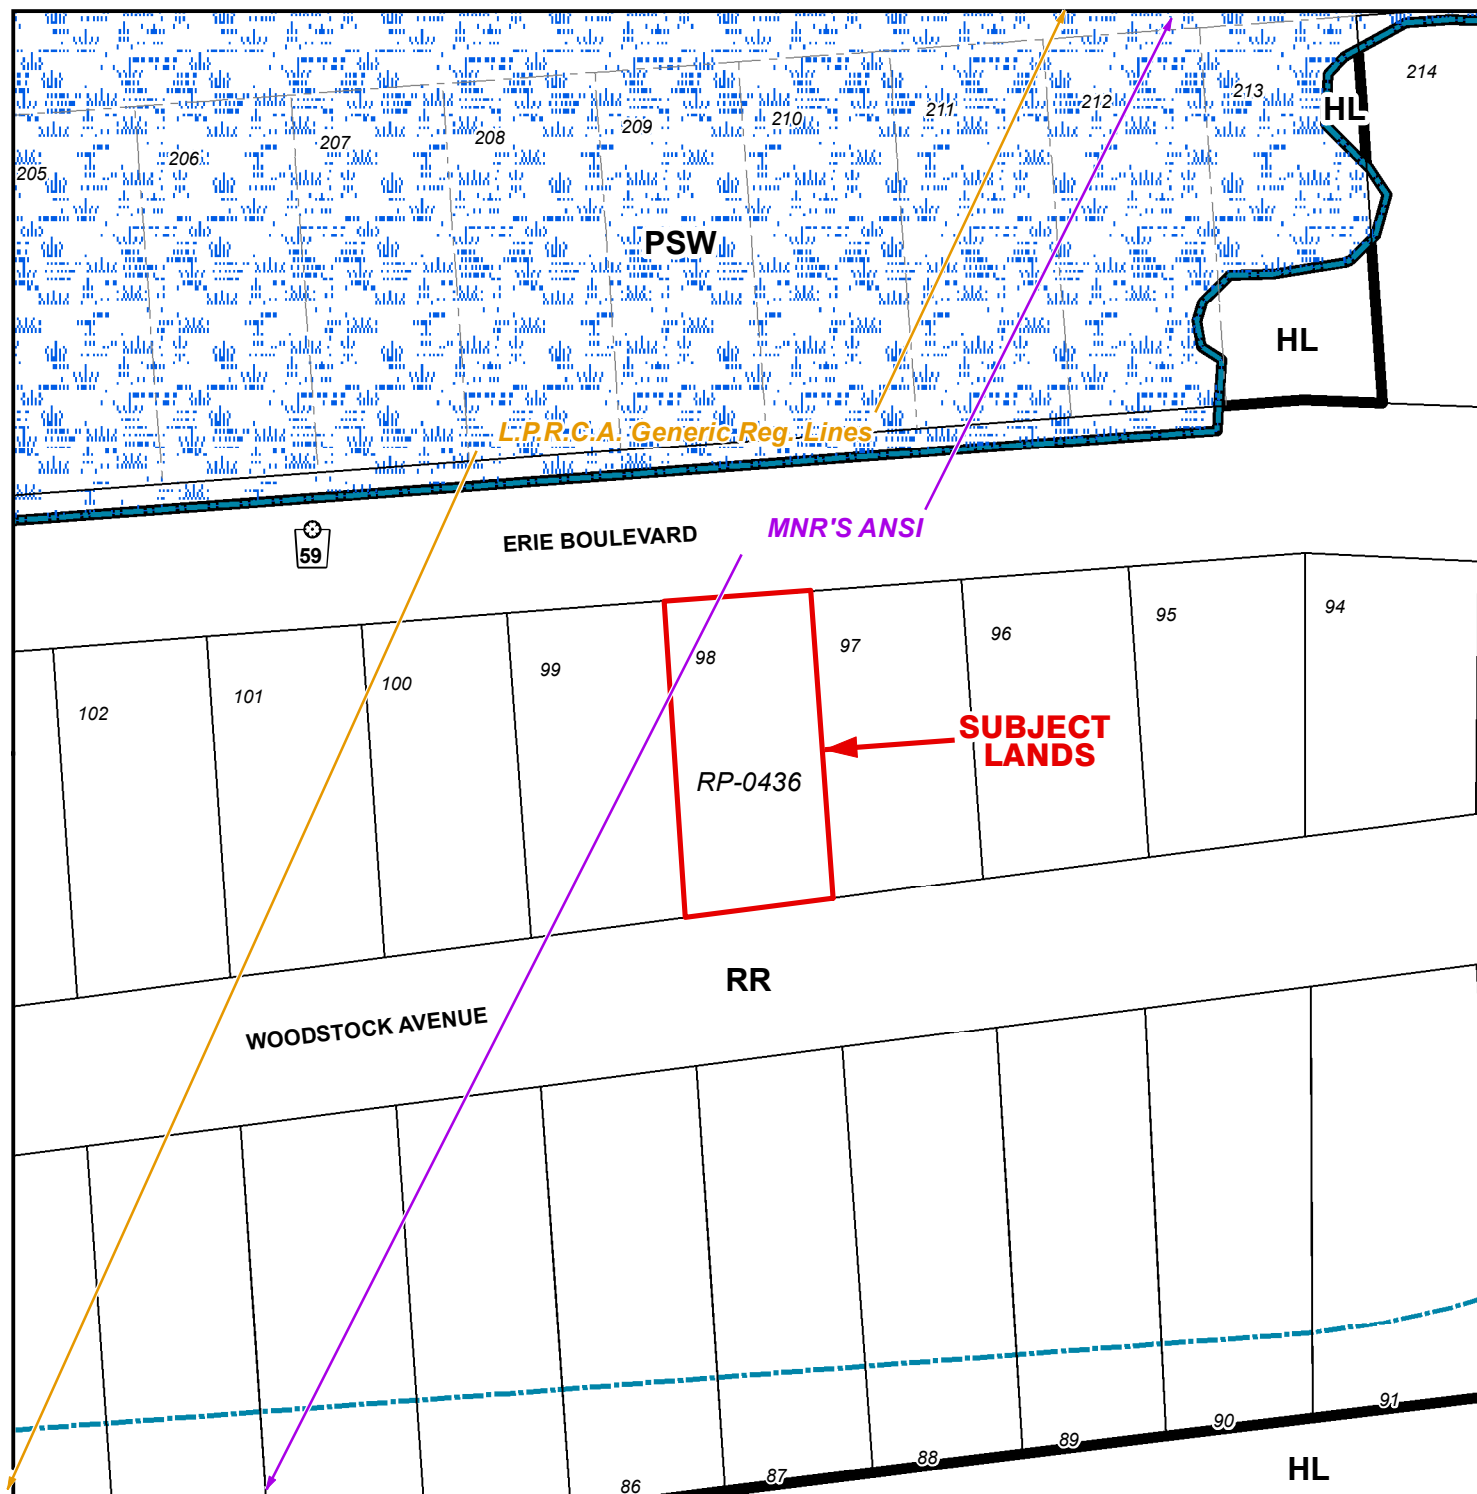 214
213
HL
212
211
210
209
208
207
206
205
PSW
HL
L.P.R.C.A. Generic Reg. Lines
MNR'S ANSI
ERIE BOULEVARD
59
94
95
96
97
98
99
100
101
102
SUBJECT
LANDS
RP-0436
RR
WOODSTOCK AVENUE
91
90
89
88
87
86
HL